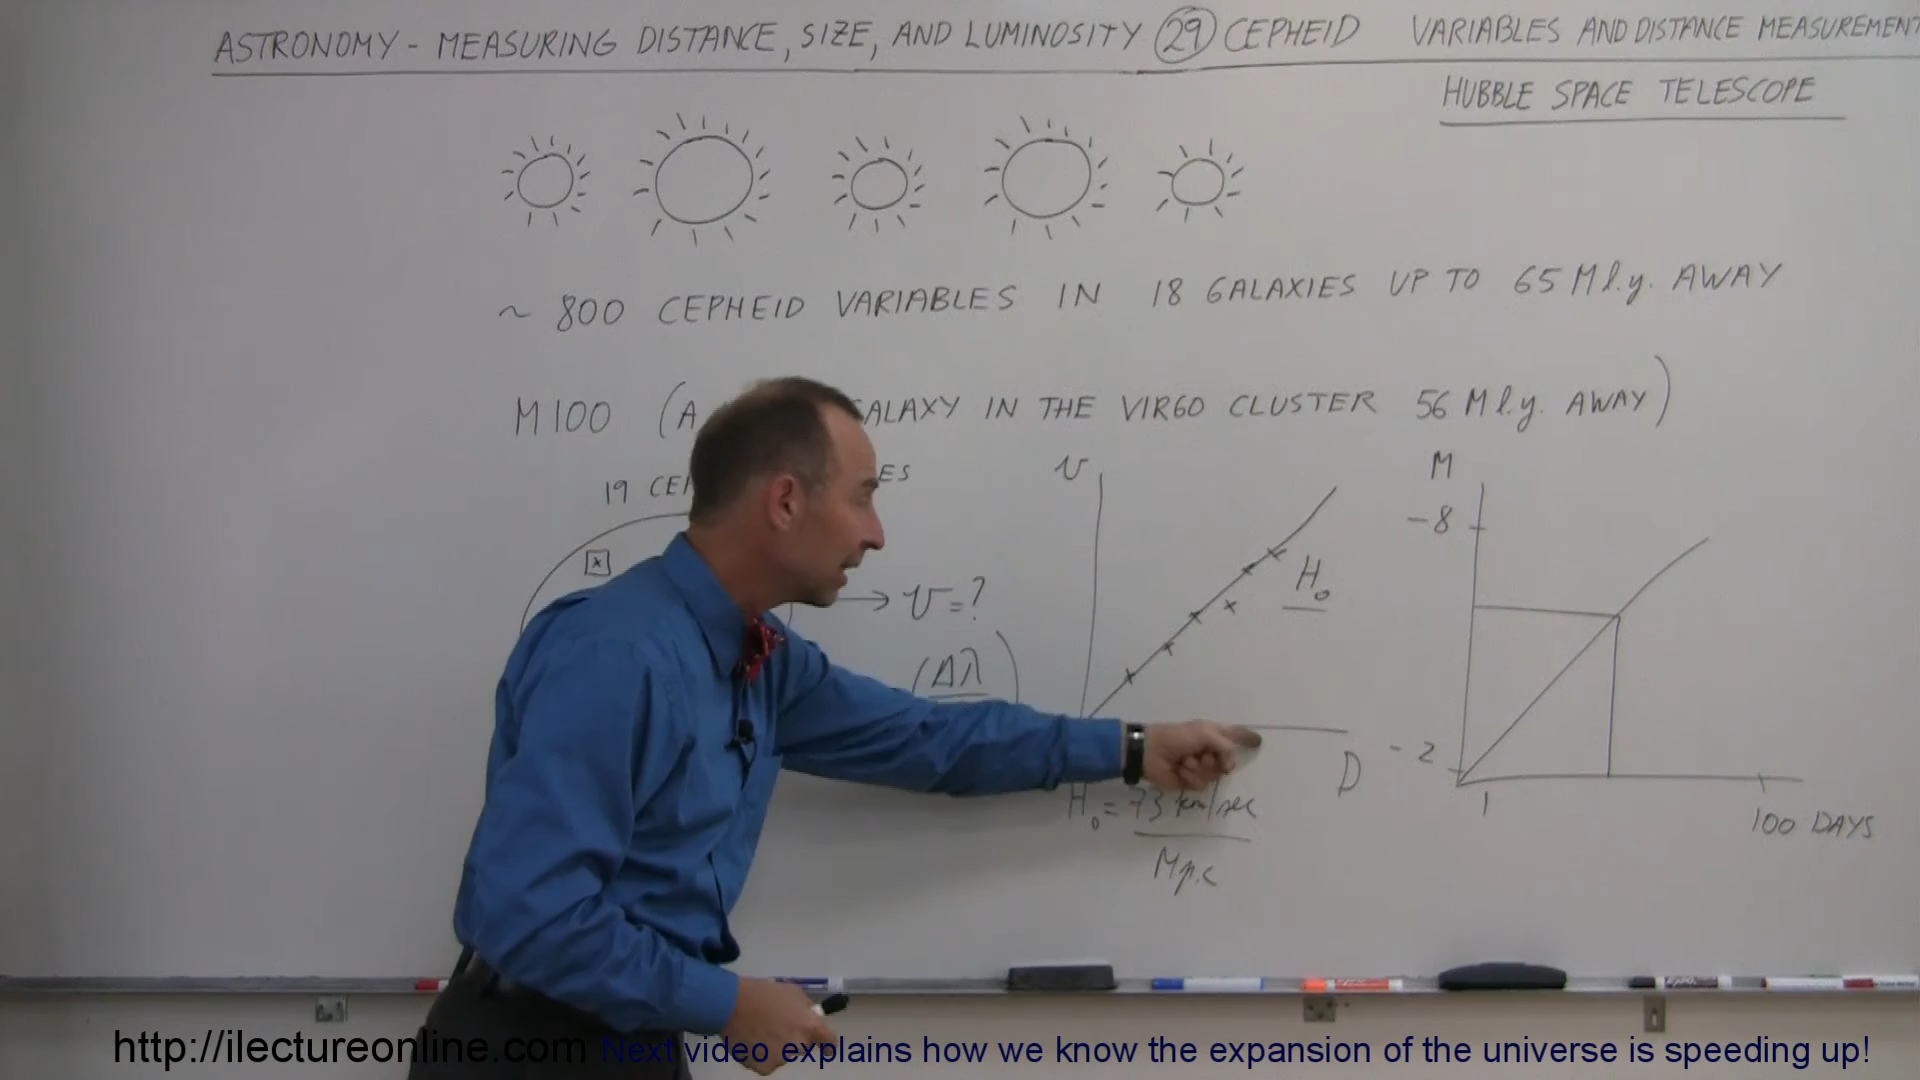 ASTRONOMY - MEASURING DISTANCE, SIZE, AND LUMINOSITY 29 CEPHEID VARIABLES AND DISTANCE MEASUREMENT
HUBBLE SPACE TELESCOPE
~ 800 CEPHEID VARIABLES IN 18 GALAXIES UP TO 65 M l.y. AWAY
M100 (A GALAXY IN THE VIRGO CLUSTER 56 M l.y. AWAY)
19
v
M
-8
x
→ v = ?
H₀
(Δλ
D
-2
H₀ = 73 km/sec
Mpc
1
100 DAYS
http://ilectureonline.com Next video explains how we know the expansion of the universe is speeding up!